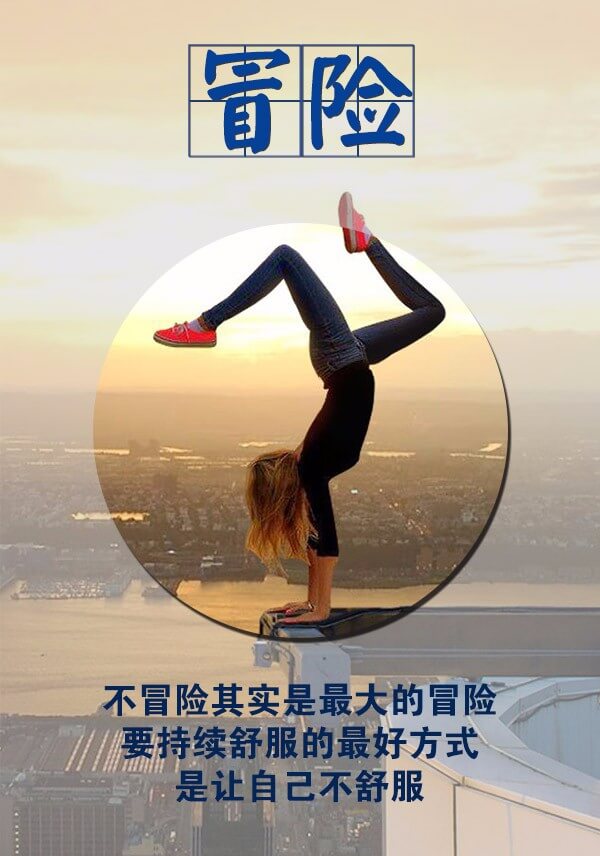 冒险
不冒险其实是最大的冒险
要持续舒服的最好方式
是让自己不舒服